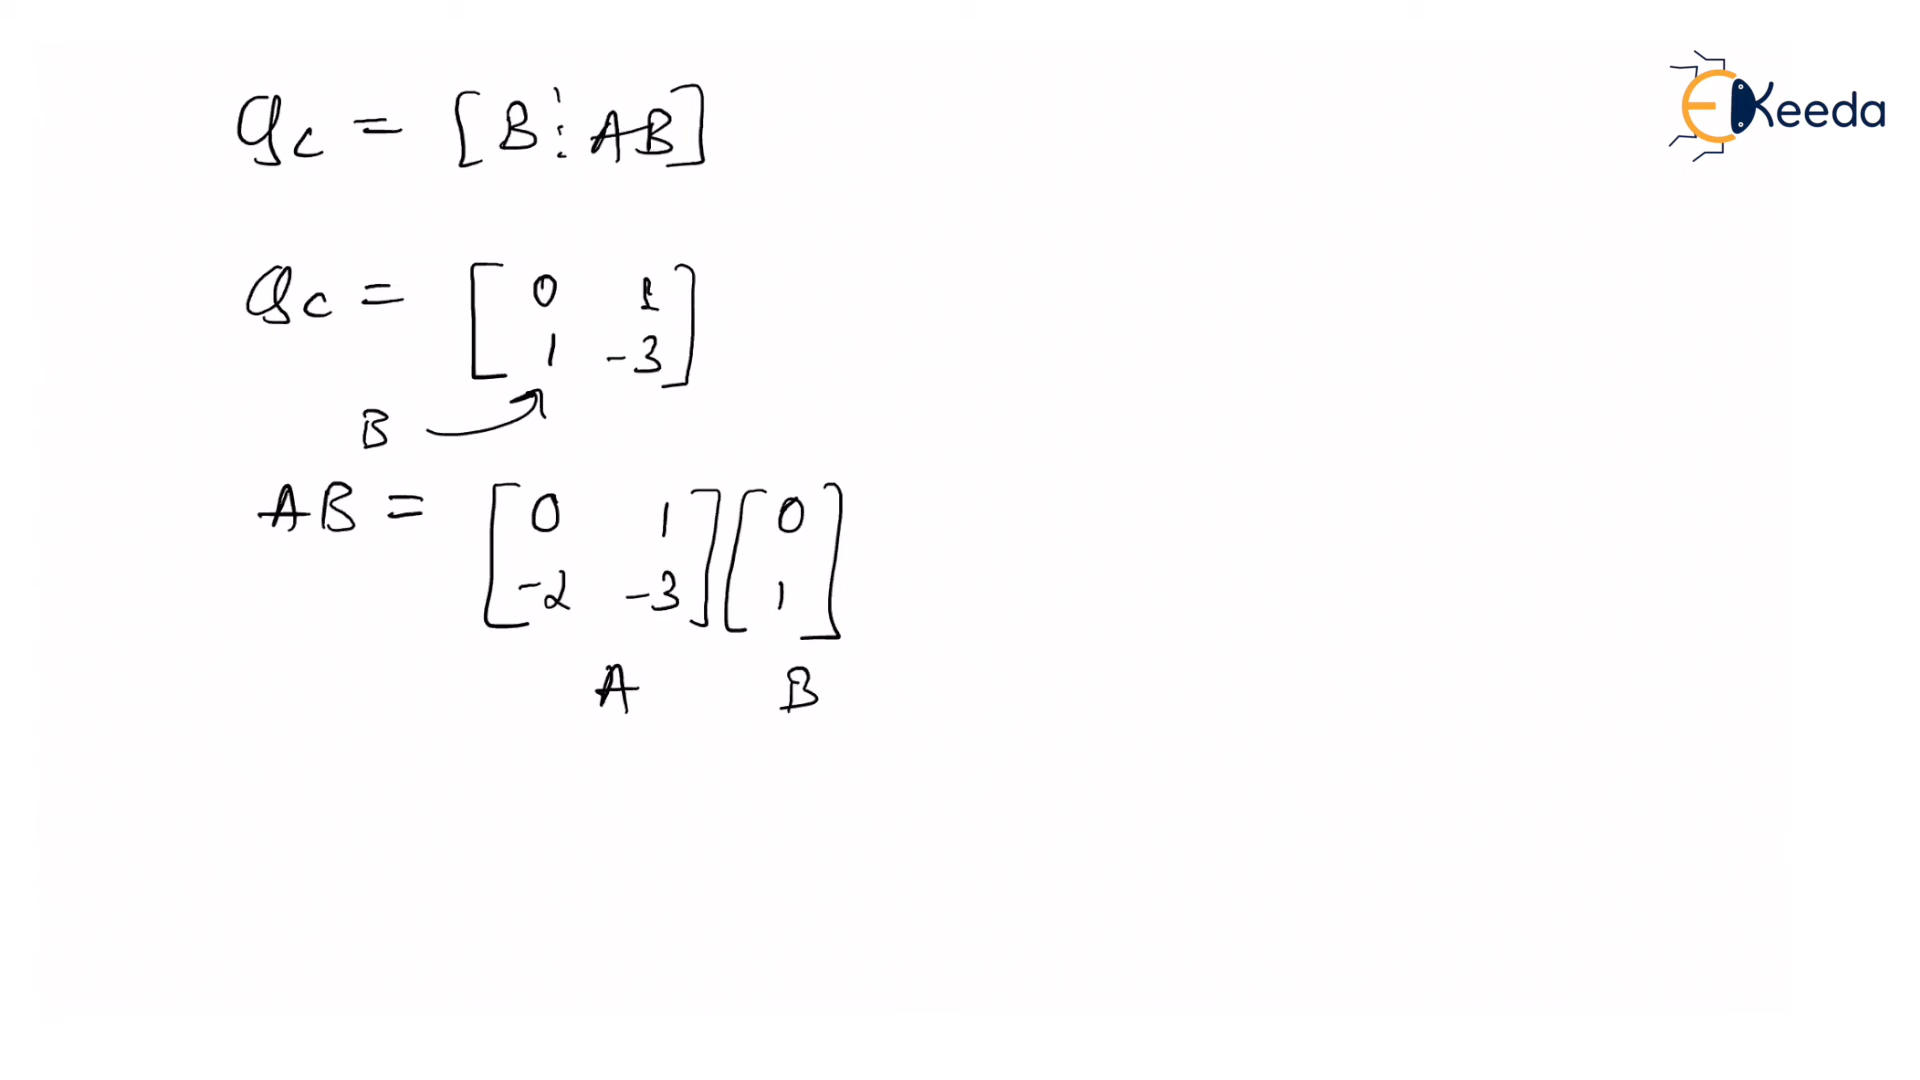 Qc = [B ⋮ AB]
EKeeda
Qc = [0 1
1 -3]
B
AB = [0 1
-2 -3] [0
1]
A B